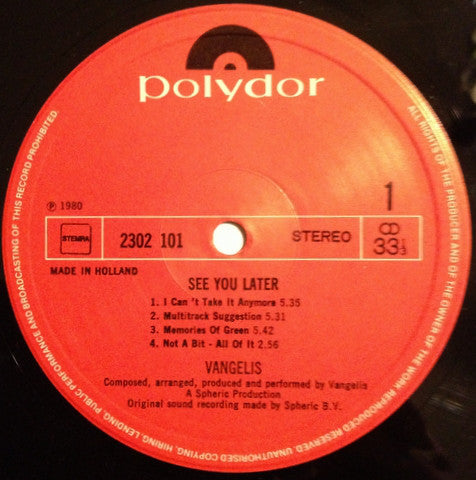 polydor
℗ 1980
1
STEMRA
2302 101
STEREO
33⅓
MADE IN HOLLAND
SEE YOU LATER
1. I Can't Take It Anymore 5.35
2. Multitrack Suggestion 5.31
3. Memories Of Green 5.42
4. Not A Bit - All Of It 2.56
VANGELIS
Composed, arranged, produced and performed by Vangelis
A Spheric Production
Original sound recording made by Spheric B.V.
ALL RIGHTS OF THE PRODUCER AND OF THE OWNER OF THE WORK REPRODUCED RESERVED. UNAUTHORISED COPYING, HIRING, LENDING, PUBLIC PERFORMANCE AND BROADCASTING OF THIS RECORD PROHIBITED.